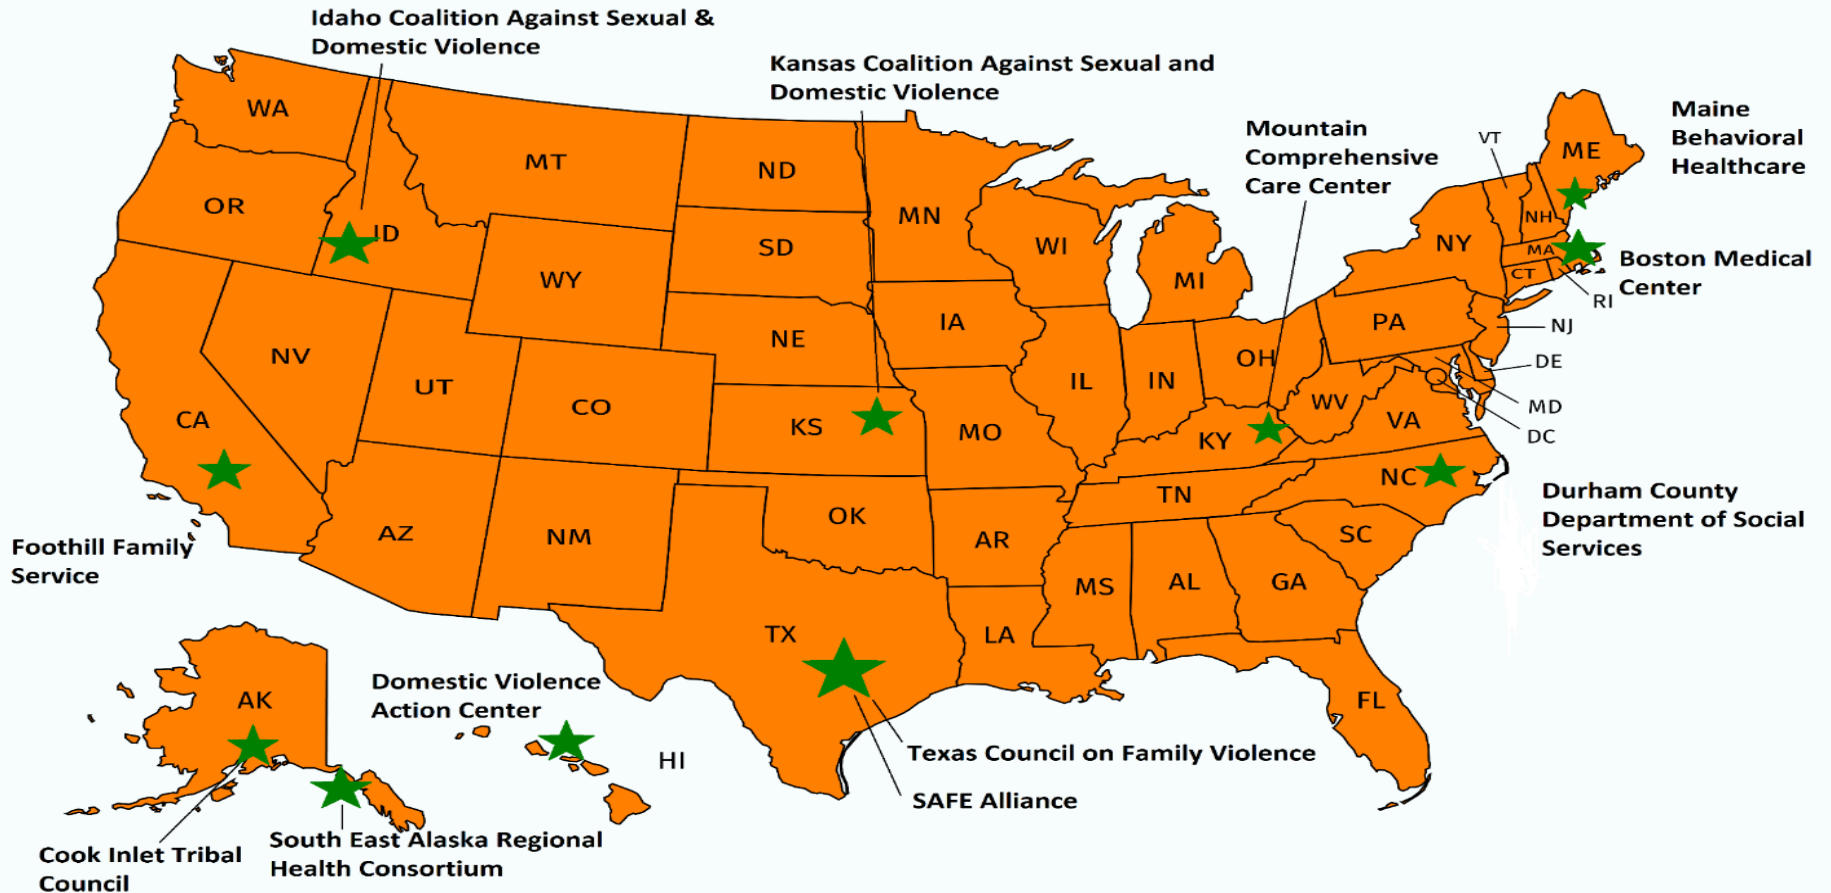 Idaho Coalition Against Sexual &
Domestic Violence
Kansas Coalition Against Sexual and
Domestic Violence
Mountain
Comprehensive
Care Center
Maine
Behavioral
Healthcare
Boston Medical
Center
WA
OR
ID
MT
ND
MN
SD
WY
WI
MI
VT
ME
NH
NY
MA
CT
RI
NJ
DE
MD
DC
PA
OH
IN
IL
IA
NE
NV
UT
CO
CA
KS
MO
KY
WV
VA
NC
TN
AZ
NM
OK
AR
SC
MS
AL
GA
LA
TX
FL
AK
HI
Durham County
Department of Social
Services
Foothill Family
Service
Domestic Violence
Action Center
Texas Council on Family Violence
SAFE Alliance
South East Alaska Regional
Health Consortium
Cook Inlet Tribal
Council